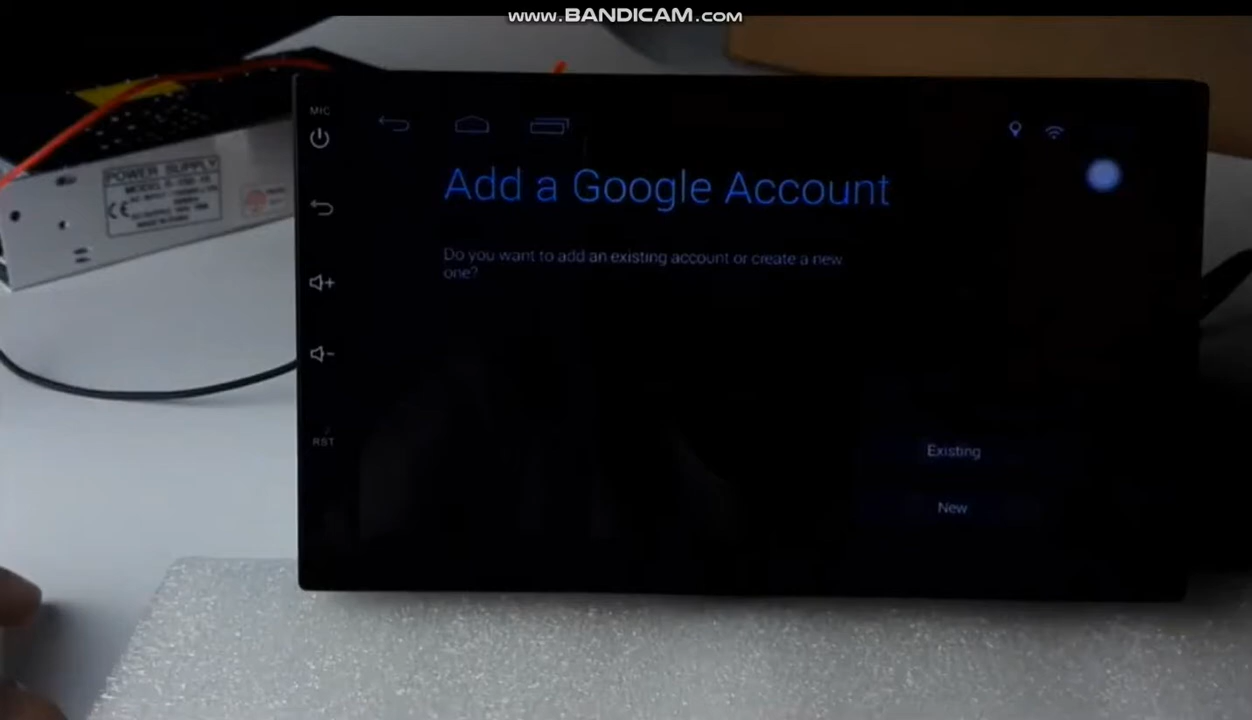 www.BANDICAM.com
MIC
Add a Google Account
Do you want to add an existing account or create a new
one?
POWER SUPPLY
RST
Existing
New